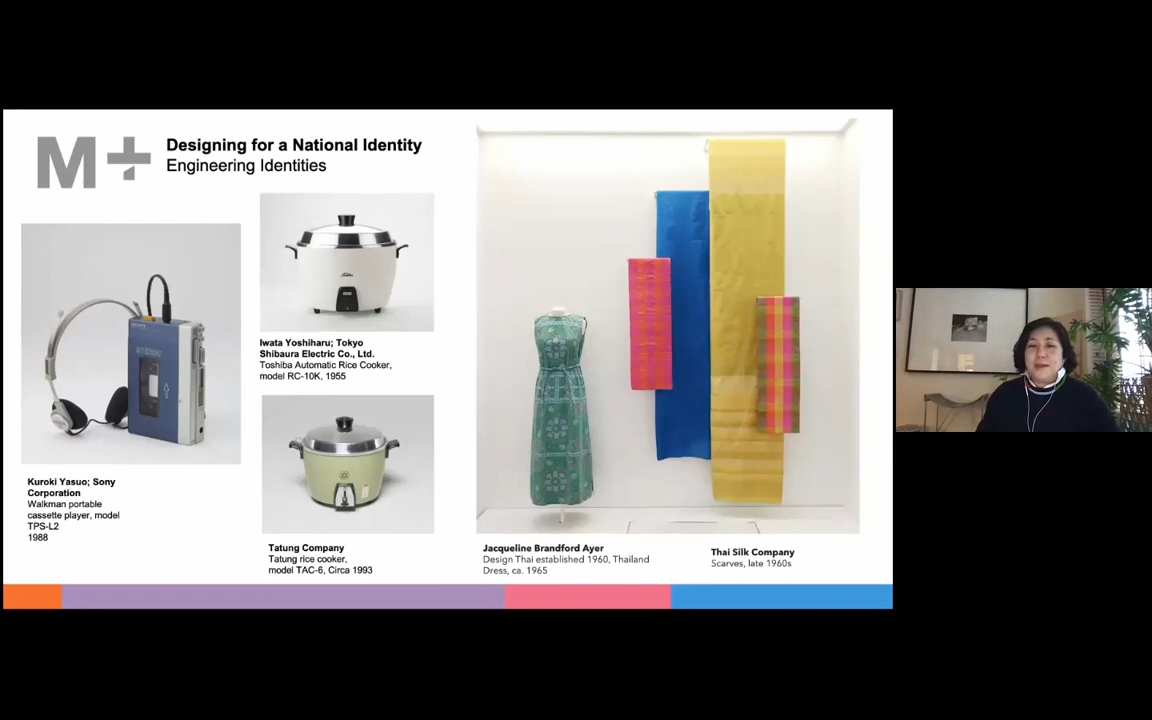 M+
Designing for a National Identity
Engineering Identities
SONY
STEREO
Kuroki Yasuo; Sony
Corporation
Walkman portable
cassette player, model
TPS-L2
1988
Iwata Yoshiharu; Tokyo
Shibaura Electric Co., Ltd.
Toshiba Automatic Rice Cooker,
model RC-10K, 1955
Tatung Company
Tatung rice cooker,
model TAC-6, Circa 1993
Jacqueline Brandford Ayer
Design Thai established 1960, Thailand
Dress, ca. 1965
Thai Silk Company
Scarves, late 1960s